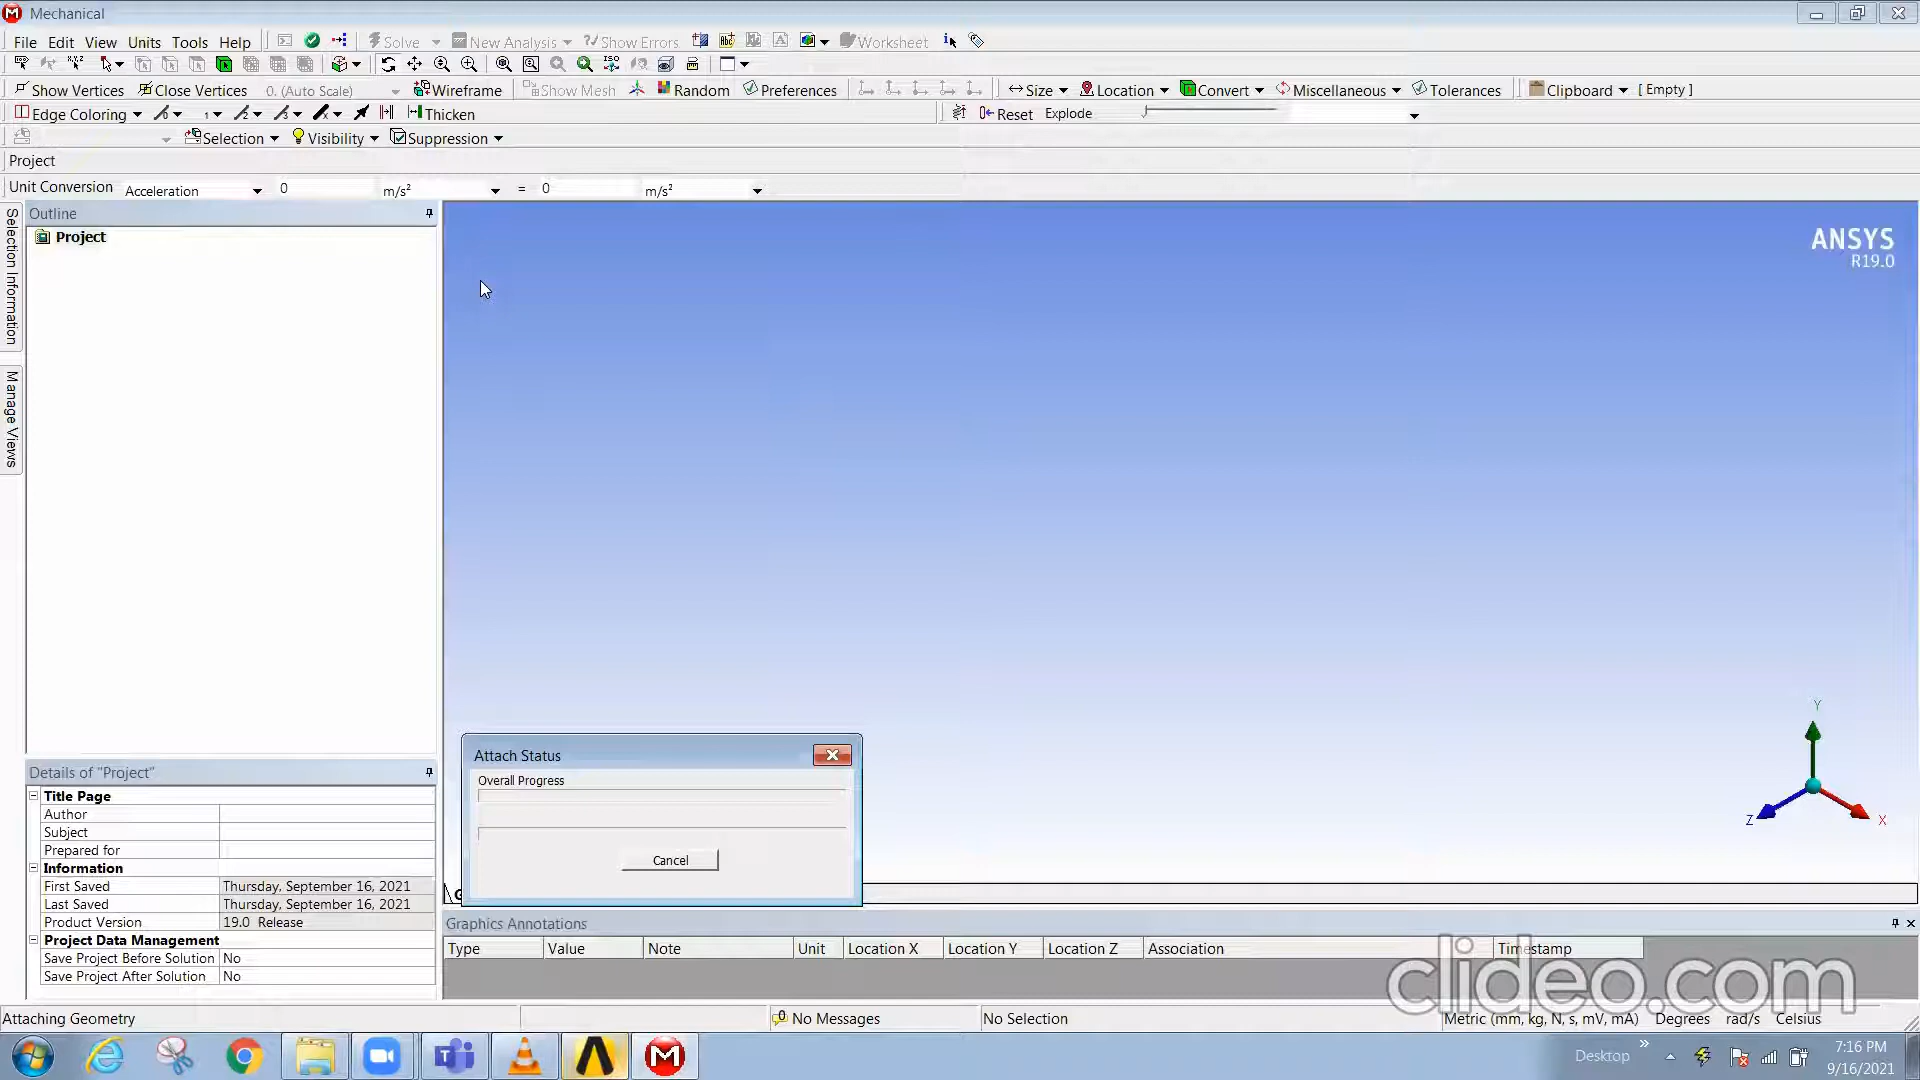 Mechanical
File Edit View Units Tools Help Solve New Analysis ?/Show Errors Worksheet
Show Vertices Close Vertices 0. (Auto Scale) Wireframe Show Mesh Random Preferences Size Location Convert Miscellaneous Tolerances Clipboard [ Empty ]
Edge Coloring Thicken Reset Explode
Selection Visibility Suppression
Project
Unit Conversion Acceleration 0 m/s² = 0 m/s²
Selection Information
Manage Views
Outline
Project
ANSYS
R19.0
Y
Z
X
Attach Status
Overall Progress
Cancel
Details of "Project"
Title Page
Author
Subject
Prepared for
Information
First Saved Thursday, September 16, 2021
Last Saved Thursday, September 16, 2021
Product Version 19.0 Release
Project Data Management
Save Project Before Solution No
Save Project After Solution No
Graphics Annotations
Type Value Note Unit Location X Location Y Location Z Association Timestamp
clideo.com
Attaching Geometry No Messages No Selection Metric (mm, kg, N, s, mV, mA) Degrees rad/s Celsius
Desktop
7:16 PM
9/16/2021